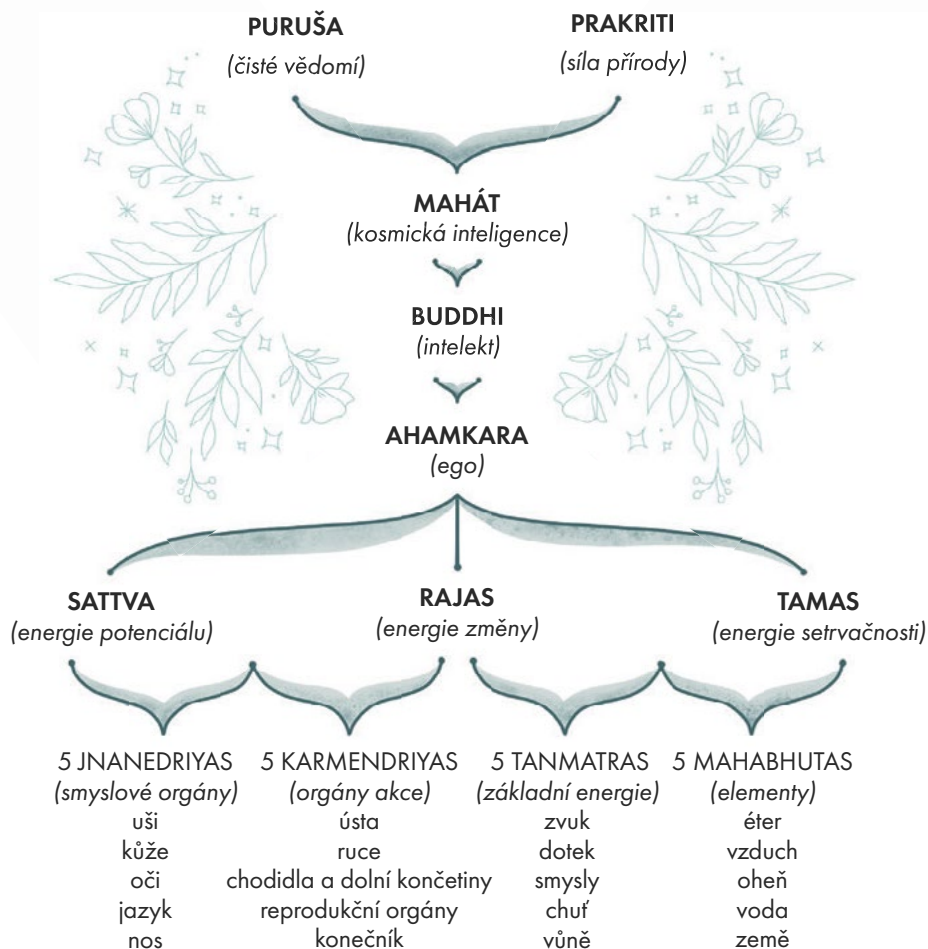 PURUŠA
(čisté vědomí)
PRAKRITI
(síla přírody)
MAHÁT
(kosmická inteligence)
BUDDHI
(intelekt)
AHAMKARA
(ego)
SATTVA
(energie potenciálu)
RAJAS
(energie změny)
TAMAS
(energie setrvačnosti)
5 JNANEDRIYAS
(smyslové orgány)
uši
kůže
oči
jazyk
nos
5 KARMENDRIYAS
(orgány akce)
ústa
ruce
chodidla a dolní končetiny
reprodukční orgány
konečník
5 TANMATRAS
(základní energie)
zvuk
dotek
smysly
chuť
vůně
5 MAHABHUTAS
(elementy)
éter
vzduch
oheň
voda
země